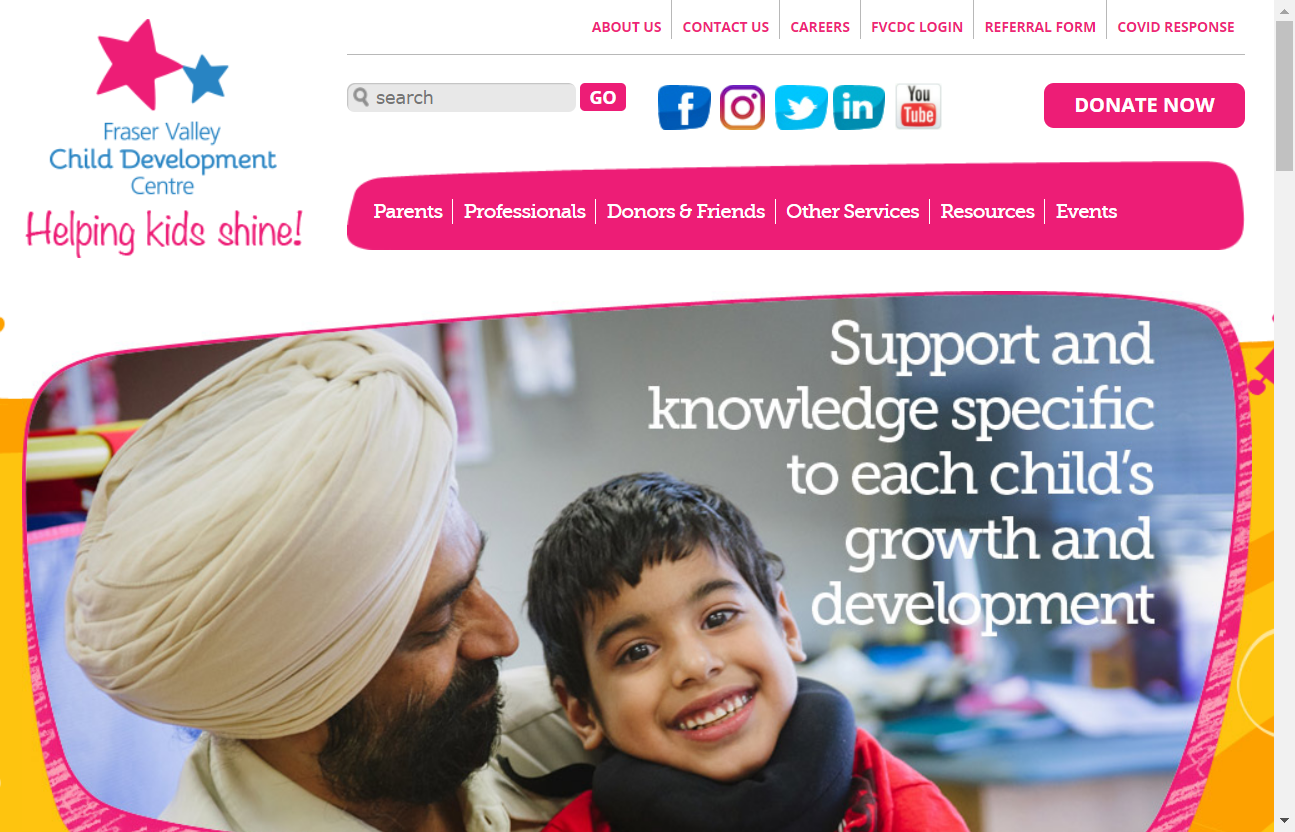 ABOUT US
CONTACT US
CAREERS
FVCDC LOGIN
REFERRAL FORM
COVID RESPONSE
search
GO
f
in
You
Tube
DONATE NOW
Fraser Valley
Child Development
Centre
Helping kids shine!
Parents
Professionals
Donors & Friends
Other Services
Resources
Events
Support and
knowledge specific
to each child's
growth and
development